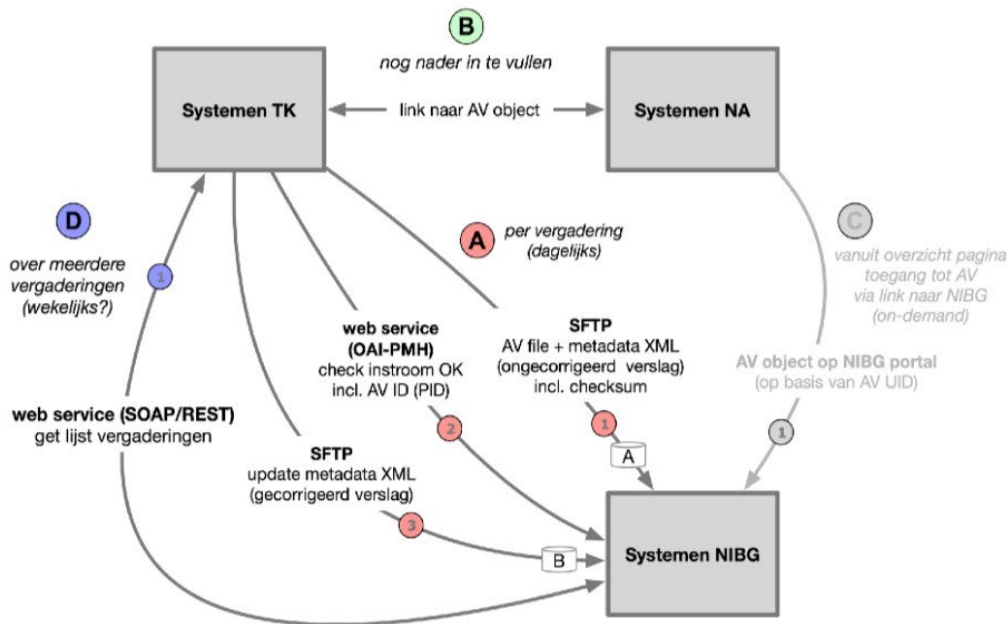 B
nog nader in te vullen
Systemen TK
link naar AV object
Systemen NA
D
over meerdere
vergaderingen
(wekelijks?)
1
A
per vergadering
(dagelijks)
C
vanuit overzicht pagina
toegang tot AV
via link naar NIBG
(on-demand)
web service
(OAI-PMH)
check instroom OK
incl. AV ID (PID)
2
SFTP
AV file + metadata XML
(ongecorrigeerd verslag)
incl. checksum
1
A
AV object op NIBG portal
(op basis van AV UID)
1
web service (SOAP/REST)
get lijst vergaderingen
SFTP
update metadata XML
(gecorrigeerd verslag)
3
B
Systemen NIBG